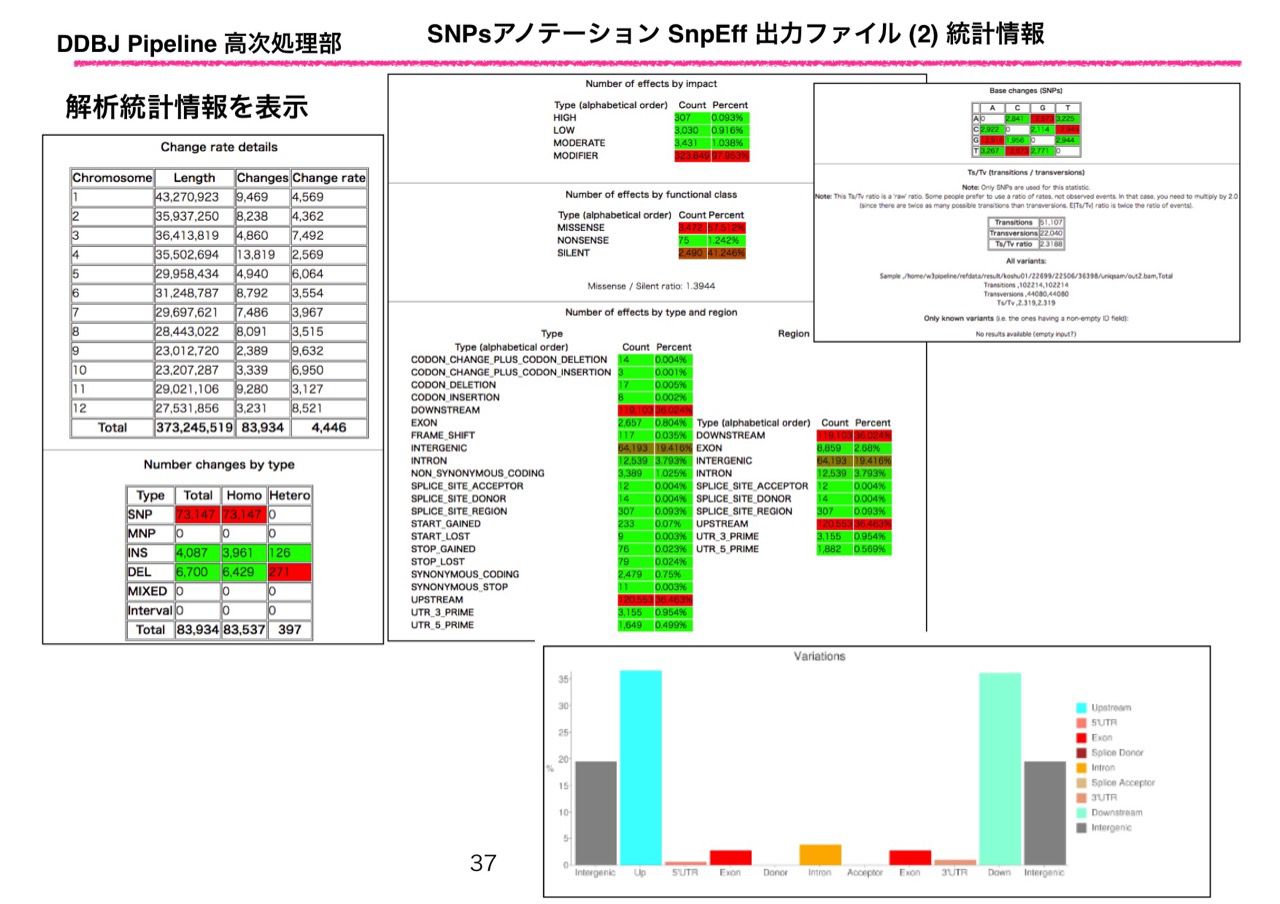 DDBJ Pipeline 高次処理部
SNPsアノテーション SnpEff 出力ファイル (2) 統計情報
解析統計情報を表示
Change rate details
Chromosome Length Changes Change rate
1 43,270,923 9,469 4,569
2 35,937,250 8,238 4,362
3 36,413,819 4,860 7,492
4 35,502,694 13,819 2,569
5 29,958,434 4,940 6,064
6 31,248,787 8,792 3,554
7 29,697,621 7,486 3,967
8 28,443,022 8,091 3,515
9 23,012,720 2,389 9,632
10 23,207,287 3,339 6,950
11 29,021,106 9,280 3,127
12 27,531,856 3,231 8,521
Total 373,245,519 83,934 4,446
Number changes by type
Type Total Homo Hetero
SNP 73,147 73,147 0
MNP 0 0 0
INS 4,087 3,961 126
DEL 6,700 6,429 271
MIXED 0 0 0
Interval 0 0 0
Total 83,934 83,537 397
Number of effects by impact
Type (alphabetical order) Count Percent
HIGH 307 0.093%
LOW 3,030 0.916%
MODERATE 3,431 1.038%
MODIFIER 323,849 97.953%
Number of effects by functional class
Type (alphabetical order) Count Percent
MISSENSE 3,472 57.512%
NONSENSE 75 1.242%
SILENT 2,490 41.246%
Missense / Silent ratio: 1.3944
Number of effects by type and region
Type Region
Type (alphabetical order) Count Percent
CODON_CHANGE_PLUS_CODON_DELETION 14 0.004%
CODON_CHANGE_PLUS_CODON_INSERTION 3 0.001%
CODON_DELETION 17 0.005%
CODON_INSERTION 8 0.002%
DOWNSTREAM 119,103 36.024%
EXON 2,657 0.804%
FRAME_SHIFT 117 0.035%
INTERGENIC 64,193 19.416%
INTRON 12,539 3.793%
NON_SYNONYMOUS_CODING 3,389 1.025%
SPLICE_SITE_ACCEPTOR 12 0.004%
SPLICE_SITE_DONOR 14 0.004%
SPLICE_SITE_REGION 307 0.093%
START_GAINED 233 0.07%
START_LOST 9 0.003%
STOP_GAINED 76 0.023%
STOP_LOST 79 0.024%
SYNONYMOUS_CODING 2,479 0.75%
SYNONYMOUS_STOP 11 0.003%
UPSTREAM 120,553 36.463%
UTR_3_PRIME 3,155 0.954%
UTR_5_PRIME 1,649 0.499%
Type (alphabetical order) Count Percent
DOWNSTREAM 119,103 36.024%
EXON 8,859 2.68%
INTERGENIC 64,193 19.416%
INTRON 12,539 3.793%
SPLICE_SITE_ACCEPTOR 12 0.004%
SPLICE_SITE_DONOR 14 0.004%
SPLICE_SITE_REGION 307 0.093%
UPSTREAM 120,553 36.463%
UTR_3_PRIME 3,155 0.954%
UTR_5_PRIME 1,882 0.569%
Base changes (SNPs)
A C G T
A 0 2,841 3,225
C 2,922 0 2,114
G 1,956 0 2,944
T 3,267 2,771 0
Ts/Tv (transitions / transversions)
Note: Only SNPs are used for this statistic.
Note: This Ts/Tv ratio is a 'raw' ratio. Some people prefer to use a ratio of rates, not observed events. In that case, you need to multiply by 2.0
(since there are twice as many possible transitions than transversions, E[Ts/Tv] ratio is twice the ratio of events).
Transitions 51,107
Transversions 22,040
Ts/Tv ratio 2.3188
All variants:
Sample ,/home/w3pipeline/refdata/result/koshu01/22699/22506/36398/uniqsam/out2.bam,Total
Transitions ,102214,102214
Transversions ,44080,44080
Ts/Tv ,2.319,2.319
Only known variants (i.e. the ones having a non-empty ID field):
No results available (empty input?)
Variations
%
35
30
25
20
15
10
5
0
Intergenic Up 5'UTR Exon Donor Intron Acceptor Exon 3'UTR Down Intergenic
Upstream
5'UTR
Exon
Splice Donor
Intron
Splice Acceptor
3'UTR
Downstream
Intergenic
37